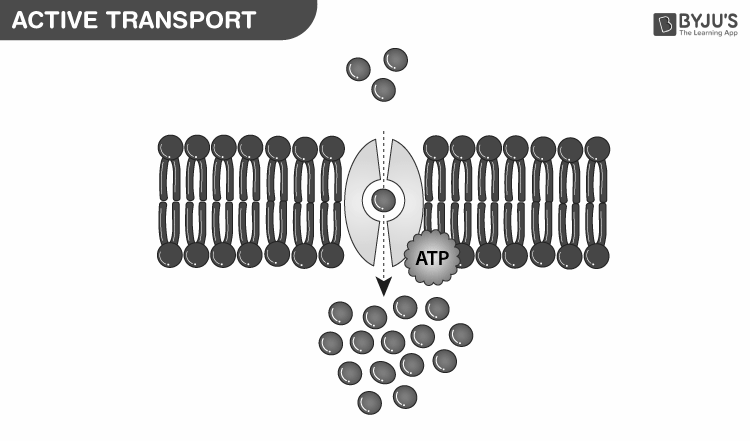 ACTIVE TRANSPORT
BYJU'S
The Learning App
ATP